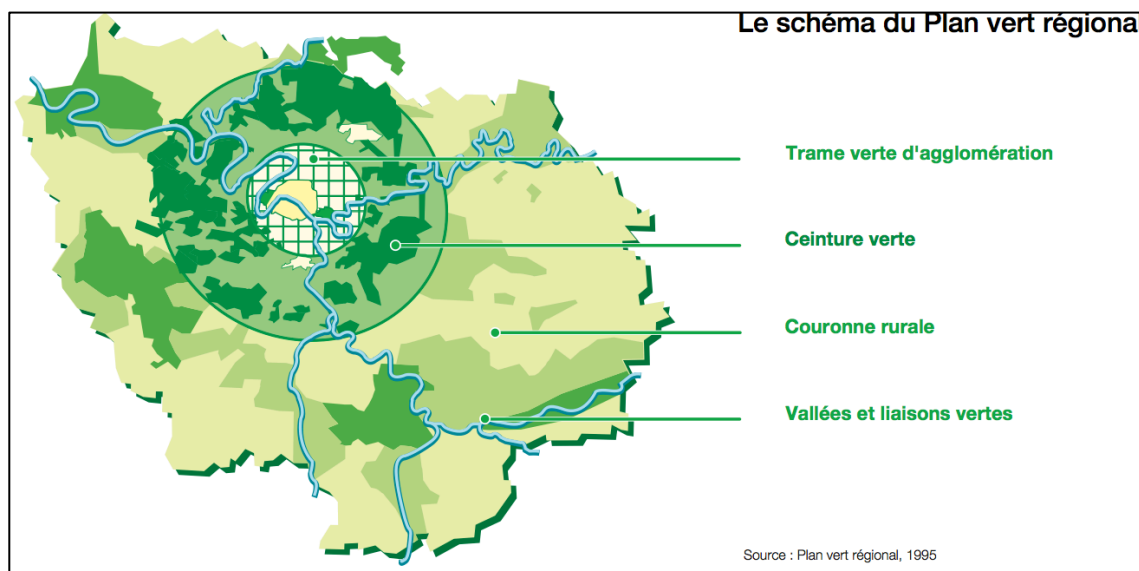 Le schéma du Plan vert régional
Trame verte d'agglomération
Ceinture verte
Couronne rurale
Vallées et liaisons vertes
Source : Plan vert régional, 1995